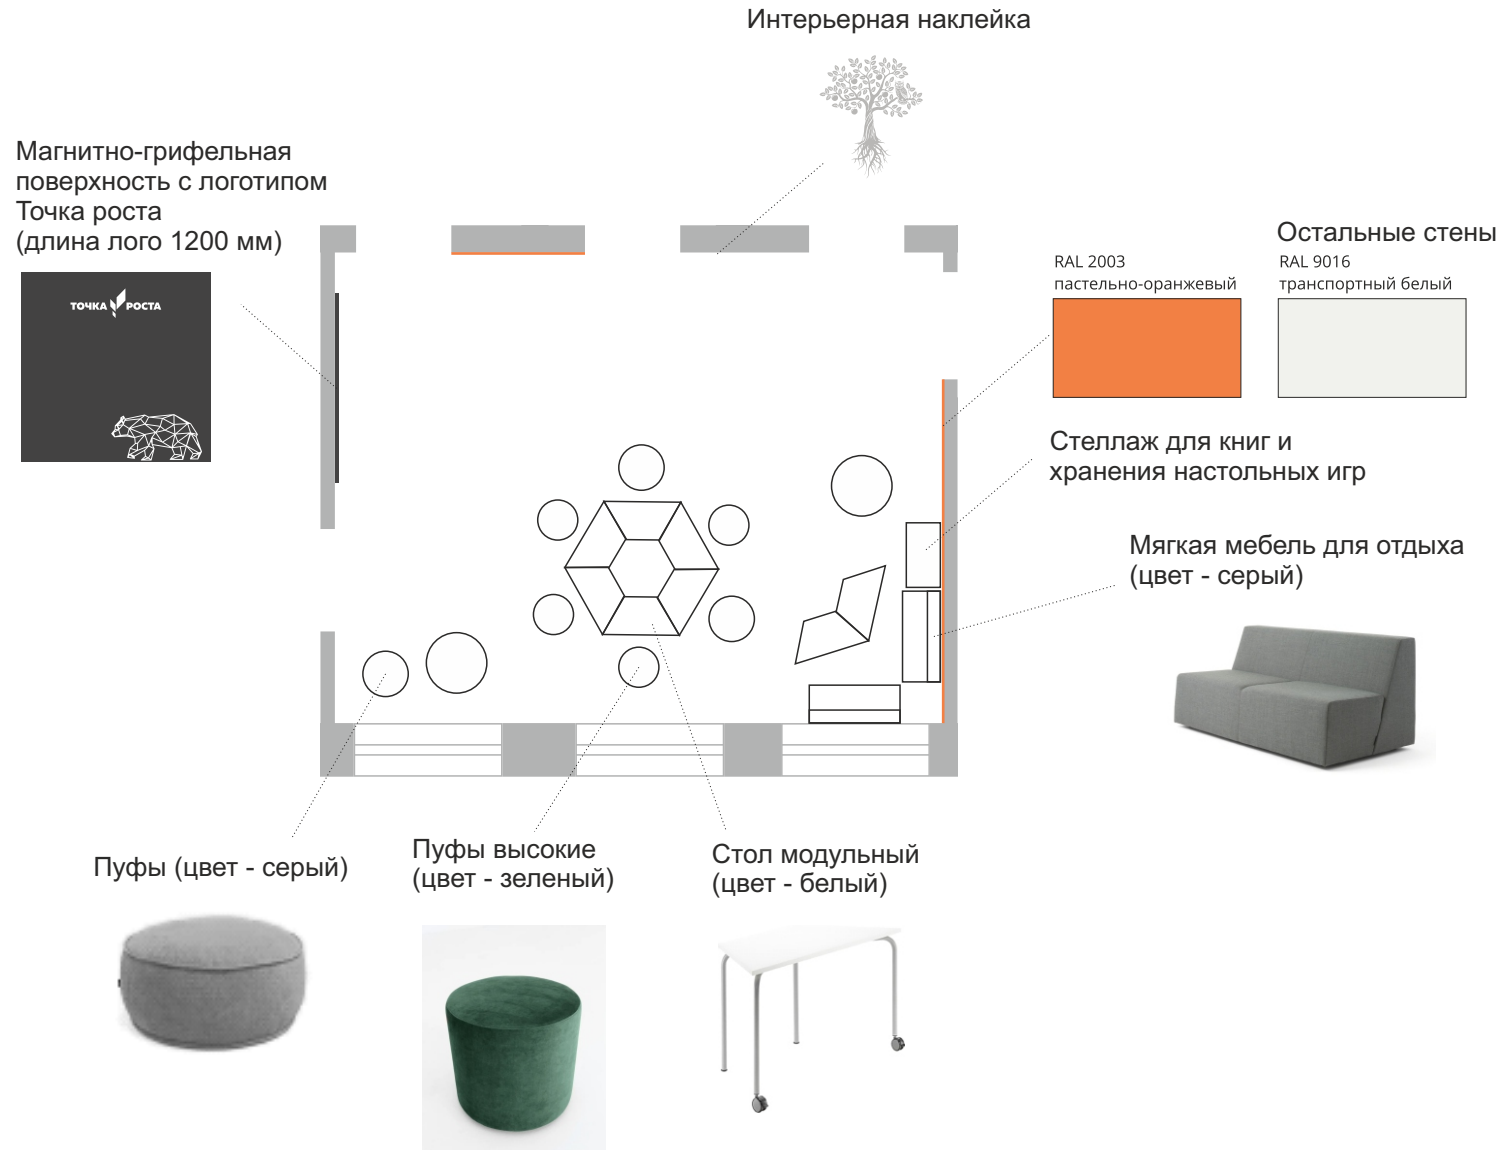 Интерьерная наклейка
Магнитно-грифельная
поверхность с логотипом
Точка роста
(длина лого 1200 мм)
ТОЧКА РОСТА
Остальные стены
RAL 2003
пастельно-оранжевый
RAL 9016
транспортный белый
Стеллаж для книг и
хранения настольных игр
Мягкая мебель для отдыха
(цвет - серый)
Пуфы (цвет - серый)
Пуфы высокие
(цвет - зеленый)
Стол модульный
(цвет - белый)